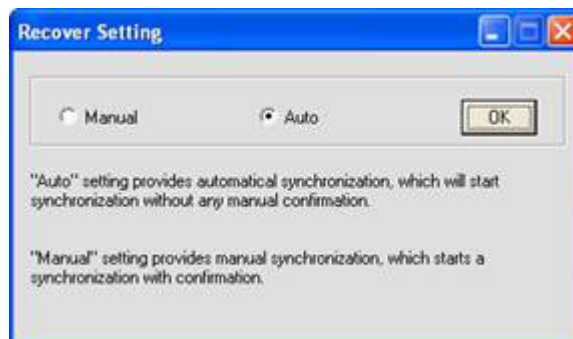 Recover Setting
Manual Auto OK
"Auto" setting provides automatical synchronization, which will start
synchronization without any manual confirmation.
"Manual" setting provides manual synchronization, which starts a
synchronization with confirmation.